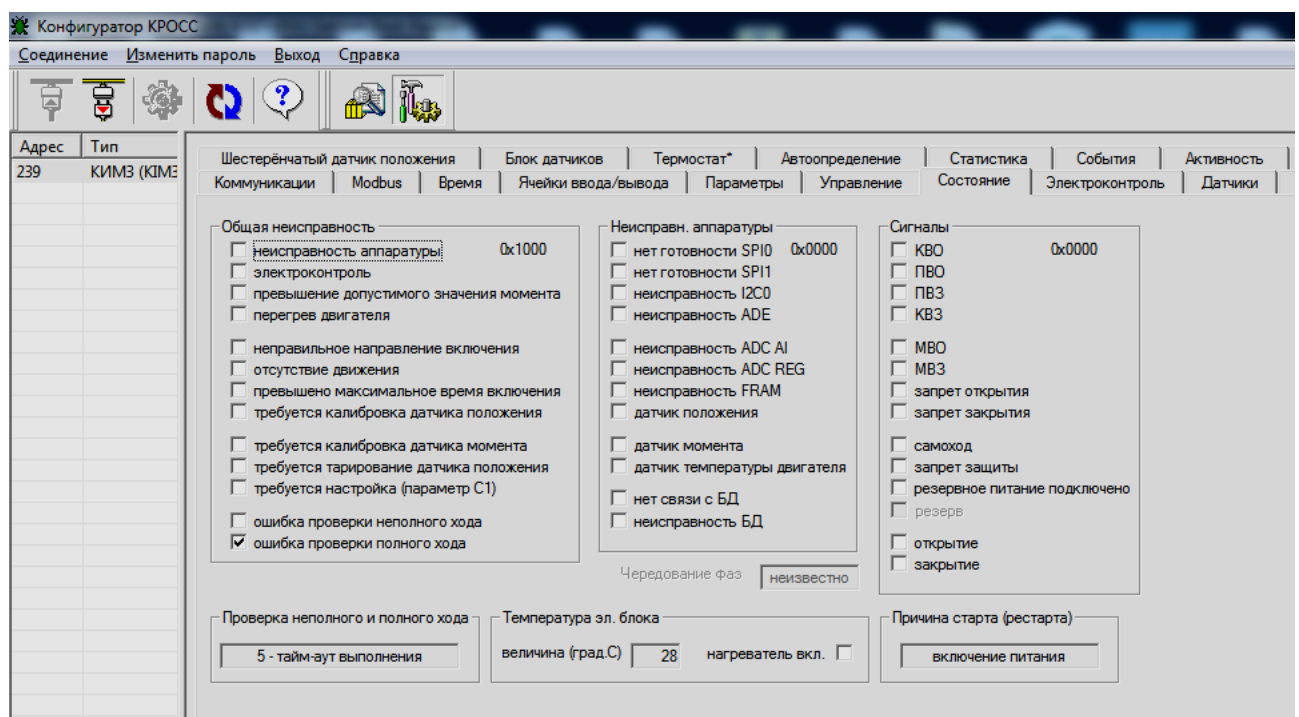 Конфигуратор КРОСС
Соединение Изменить пароль Выход Справка
Адрес Тип
239 КИМ3 (KIM3
Шестерёнчатый датчик положения Блок датчиков Термостат* Автоопределение Статистика События Активность
Коммуникации Modbus Время Ячейки ввода/вывода Параметры Управление Состояние Электроконтроль Датчики
Общая неисправность
неисправность аппаратуры 0x1000
электроконтроль
превышение допустимого значения момента
перегрев двигателя
неправильное направление включения
отсутствие движения
превышено максимальное время включения
требуется калибровка датчика положения
требуется калибровка датчика момента
требуется тарирование датчика положения
требуется настройка (параметр C1)
ошибка проверки неполного хода
ошибка проверки полного хода
Неисправн. аппаратуры
нет готовности SPI0 0x0000
нет готовности SPI1
неисправность I2C0
неисправность ADE
неисправность ADC AI
неисправность ADC REG
неисправность FRAM
датчик положения
датчик момента
датчик температуры двигателя
нет связи с БД
неисправность БД
Чередование фаз неизвестно
Сигналы
КВО 0x0000
ПВО
ПВЗ
КВЗ
МВО
МВЗ
запрет открытия
запрет закрытия
самоход
запрет защиты
резервное питание подключено
резерв
открытие
закрытие
Проверка неполного и полного хода
5 - тайм-аут выполнения
Температура эл. блока
величина (град.С) 28 нагреватель вкл.
Причина старта (рестарта)
включение питания